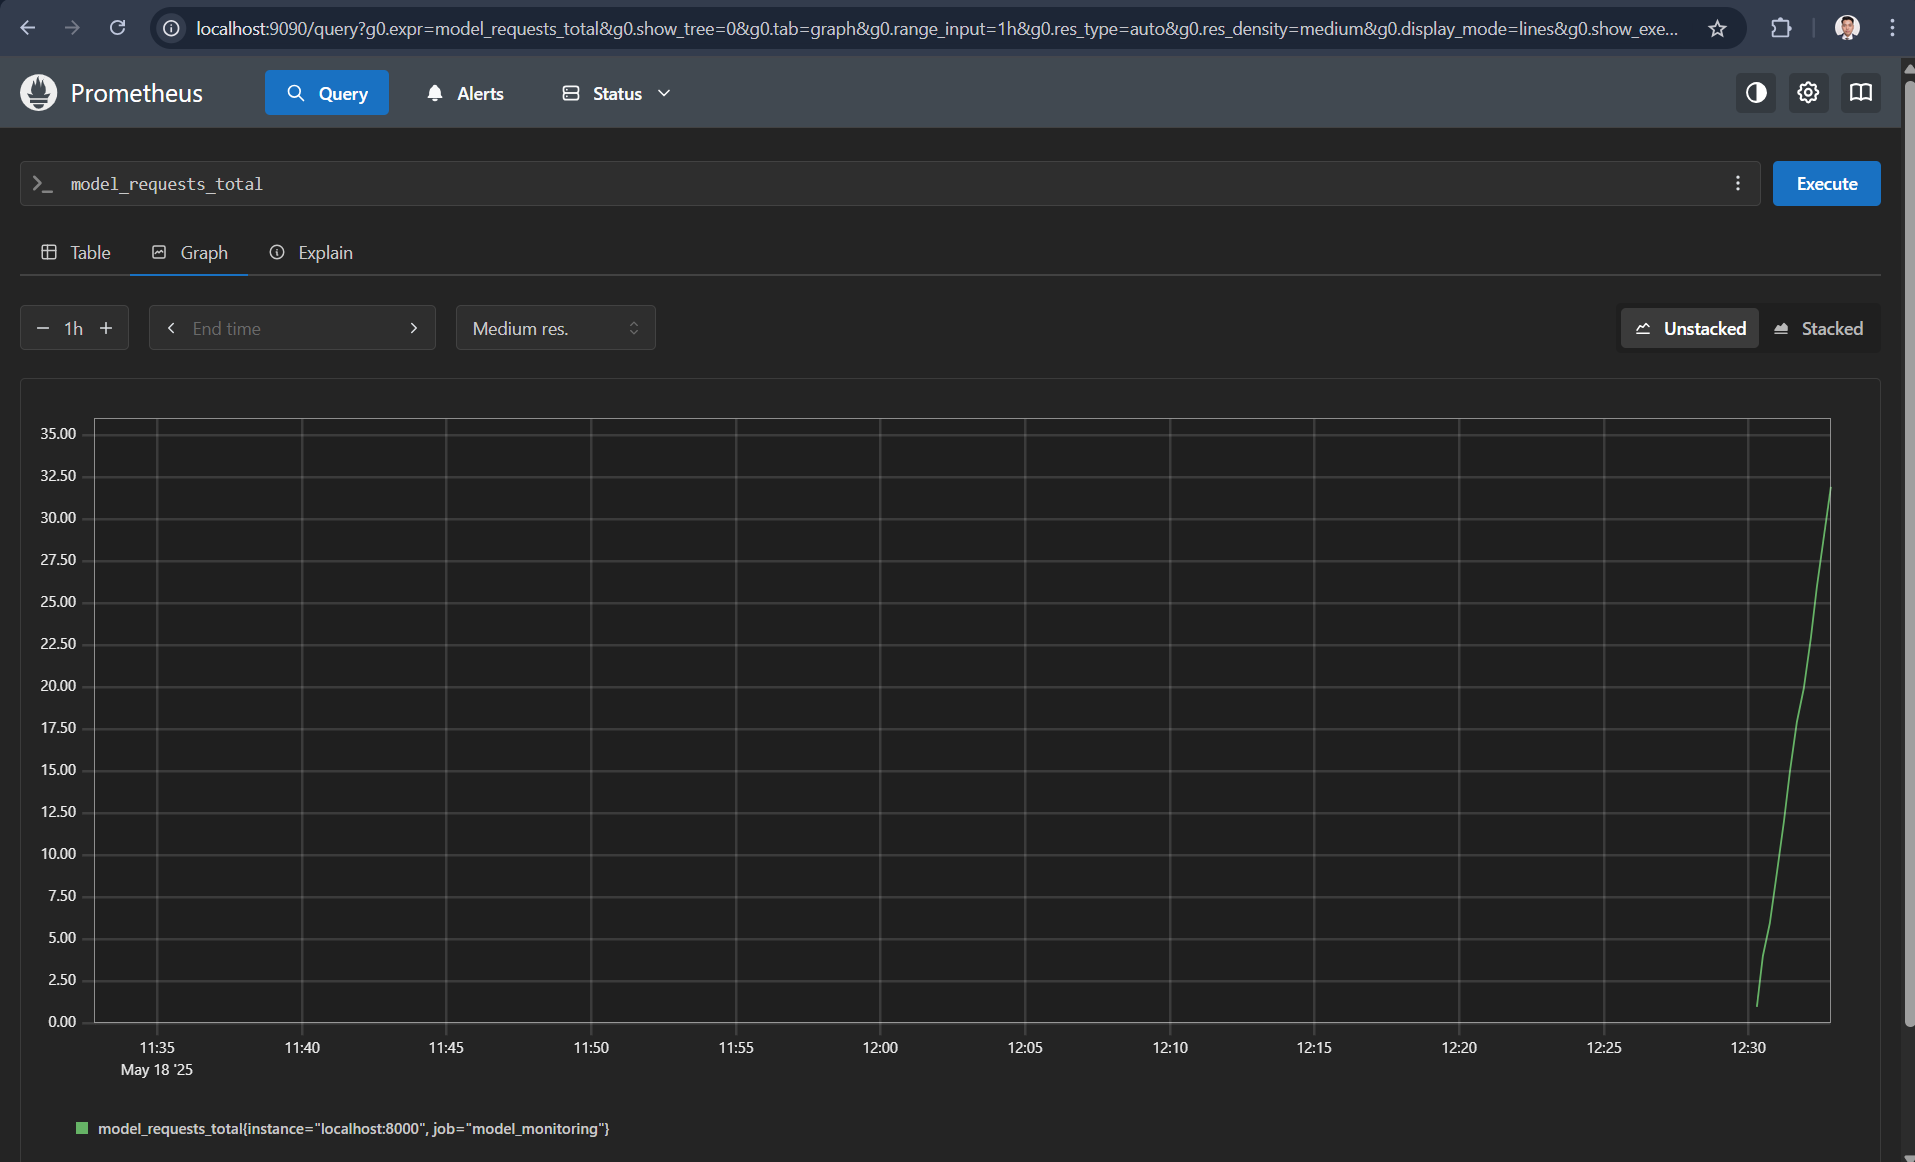 localhost:9090/query?g0.expr=model_requests_total&g0.show_tree=0&g0.tab=graph&g0.range_input=1h&g0.res_type=auto&g0.res_density=medium&g0.display_mode=lines&g0.show_exe...
Prometheus Query Alerts Status
model_requests_total Execute
Table Graph Explain
1h End time Medium res. Unstacked Stacked
35.00
32.50
30.00
27.50
25.00
22.50
20.00
17.50
15.00
12.50
10.00
7.50
5.00
2.50
0.00
11:35 11:40 11:45 11:50 11:55 12:00 12:05 12:10 12:15 12:20 12:25 12:30
May 18 '25
model_requests_total{instance="localhost:8000", job="model_monitoring"}